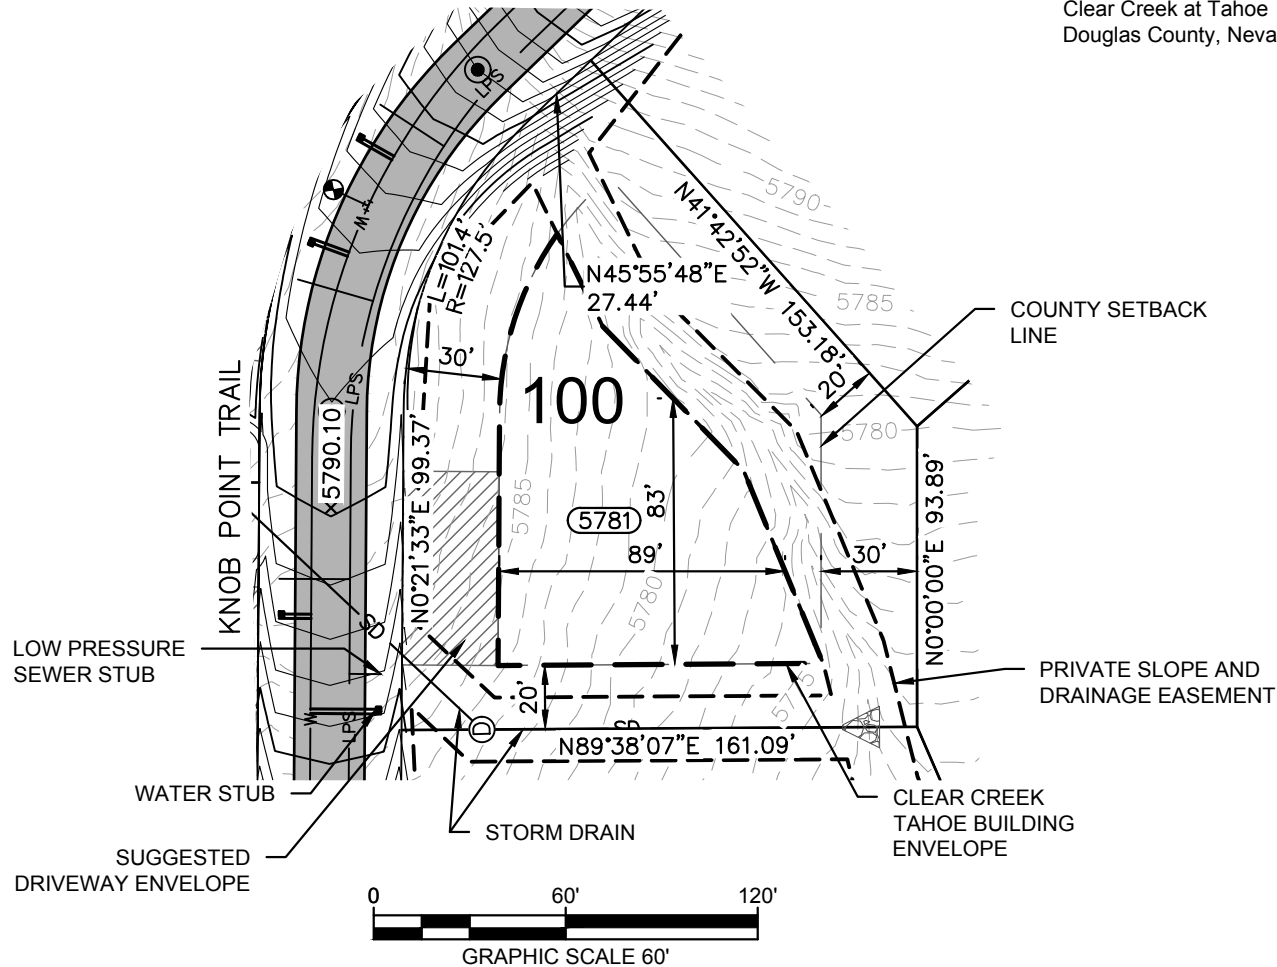 Clear Creek at Tahoe
Douglas County, Neva
LPS
W
N41°42'52"W 153.18'
5790
L=101.4'
R=127.5'
N45°55'48"E
27.44'
5785
COUNTY SETBACK
LINE
30'
100
20'
5780
KNOB POINT TRAIL
LPS
×5790.10
N0°21'33"E 99.37'
5785
5781
83'
89'
30'
N0°00'00"E 93.89'
5780
SD
LOW PRESSURE
SEWER STUB
PRIVATE SLOPE AND
DRAINAGE EASEMENT
20'
5775
W
LPS
D
N89°38'07"E 161.09'
WATER STUB
STORM DRAIN
CLEAR CREEK
TAHOE BUILDING
ENVELOPE
SUGGESTED
DRIVEWAY ENVELOPE
0 60' 120'
GRAPHIC SCALE 60'